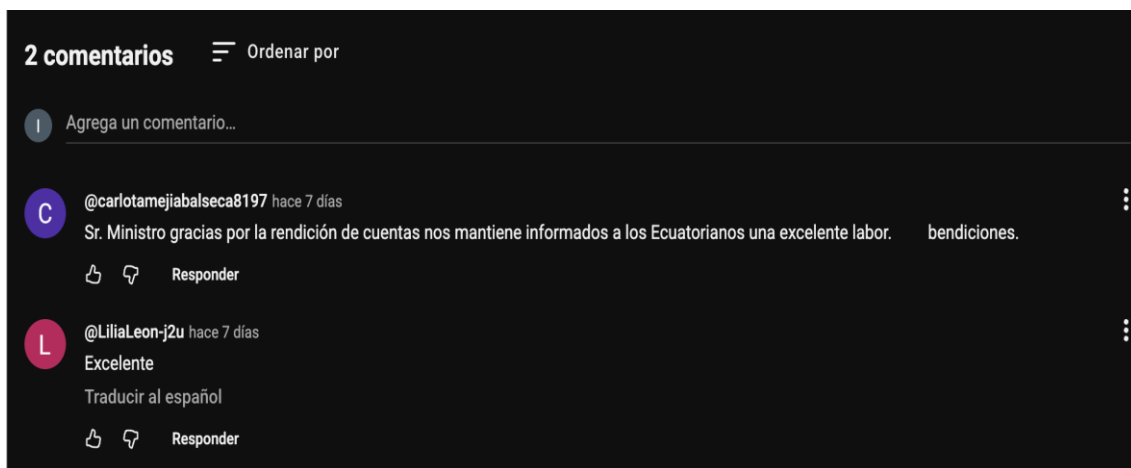 2 comentarios Ordenar por
I Agrega un comentario...
C @carlotamejiabalseca8197 hace 7 días
Sr. Ministro gracias por la rendición de cuentas nos mantiene informados a los Ecuatorianos una excelente labor. bendiciones.
Responder
L @LiliaLeon-j2u hace 7 días
Excelente
Traducir al español
Responder